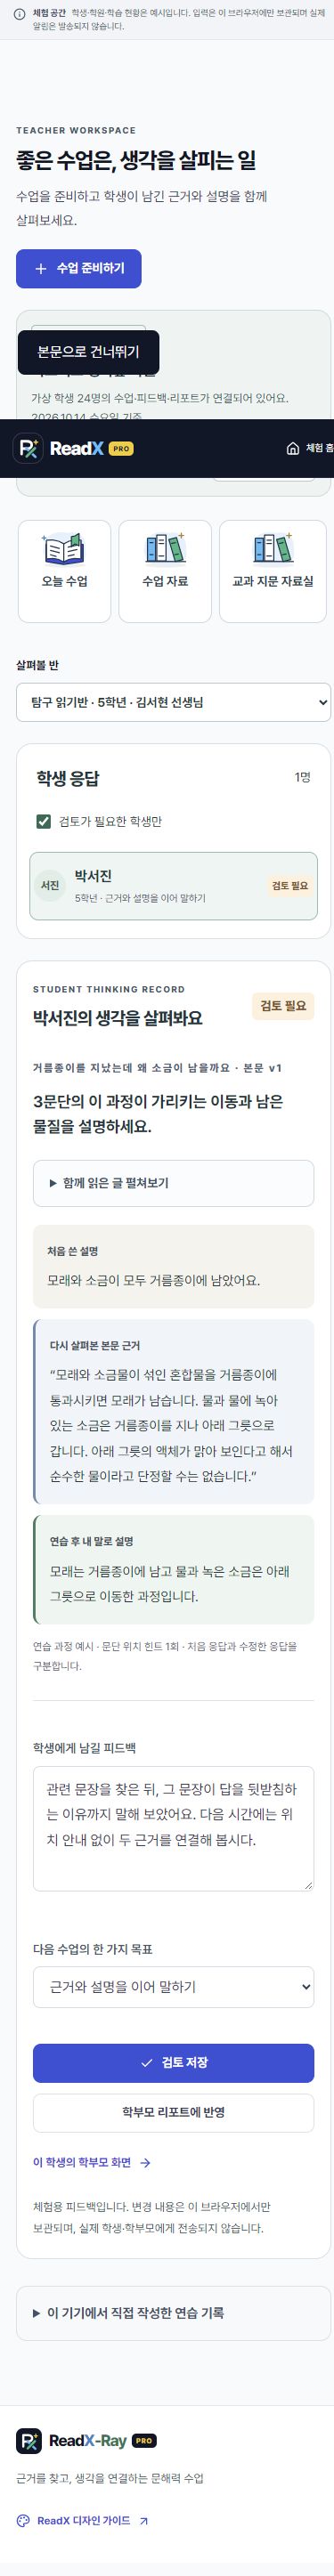 체험 공간 학생·학원·학습 현황은 예시입니다. 입력은 이 브라우저에만 보관되며 실제
알림은 발송되지 않습니다.
TEACHER WORKSPACE
좋은 수업은, 생각을 살피는 일
수업을 준비하고 학생이 남긴 근거와 설명을 함께
살펴보세요.
수업 준비하기
본문으로 건너뛰기
가상 학생 24명의 수업·피드백·리포트가 연결되어 있어요.
2026.10.14 수요일 기준
ReadX PRO
체험 홈
오늘 수업
수업 자료
교과 지문 자료실
살펴볼 반
탐구 읽기반 · 5학년 · 김서현 선생님
학생 응답
1명
검토가 필요한 학생만
서진
박서진
5학년 · 근거와 설명을 이어 말하기
검토 필요
STUDENT THINKING RECORD
박서진의 생각을 살펴봐요
검토 필요
거름종이를 지났는데 왜 소금이 남을까요 · 본문 v1
3문단의 이 과정이 가리키는 이동과 남은
물질을 설명하세요.
▶ 함께 읽은 글 펼쳐보기
처음 쓴 설명
모래와 소금이 모두 거름종이에 남았어요.
다시 살펴본 본문 근거
“모래와 소금물이 섞인 혼합물을 거름종이에
통과시키면 모래가 남습니다. 물과 물에 녹아
있는 소금은 거름종이를 지나 아래 그릇으로
갑니다. 아래 그릇의 액체가 맑아 보인다고 해서
순수한 물이라고 단정할 수는 없습니다.”
연습 후 내 말로 설명
모래는 거름종이에 남고 물과 녹은 소금은 아래
그릇으로 이동한 과정입니다.
연습 과정 예시 · 문단 위치 힌트 1회 · 처음 응답과 수정한 응답을
구분합니다.
학생에게 남길 피드백
관련 문장을 찾은 뒤, 그 문장이 답을 뒷받침하
는 이유까지 말해 보았어요. 다음 시간에는 위
치 안내 없이 두 근거를 연결해 봅시다.
다음 수업의 한 가지 목표
근거와 설명을 이어 말하기
검토 저장
학부모 리포트에 반영
이 학생의 학부모 화면
체험용 피드백입니다. 변경 내용은 이 브라우저에서만
보관되며, 실제 학생·학부모에게 전송되지 않습니다.
▶ 이 기기에서 직접 작성한 연습 기록
ReadX-Ray PRO
근거를 찾고, 생각을 연결하는 문해력 수업
ReadX 디자인 가이드